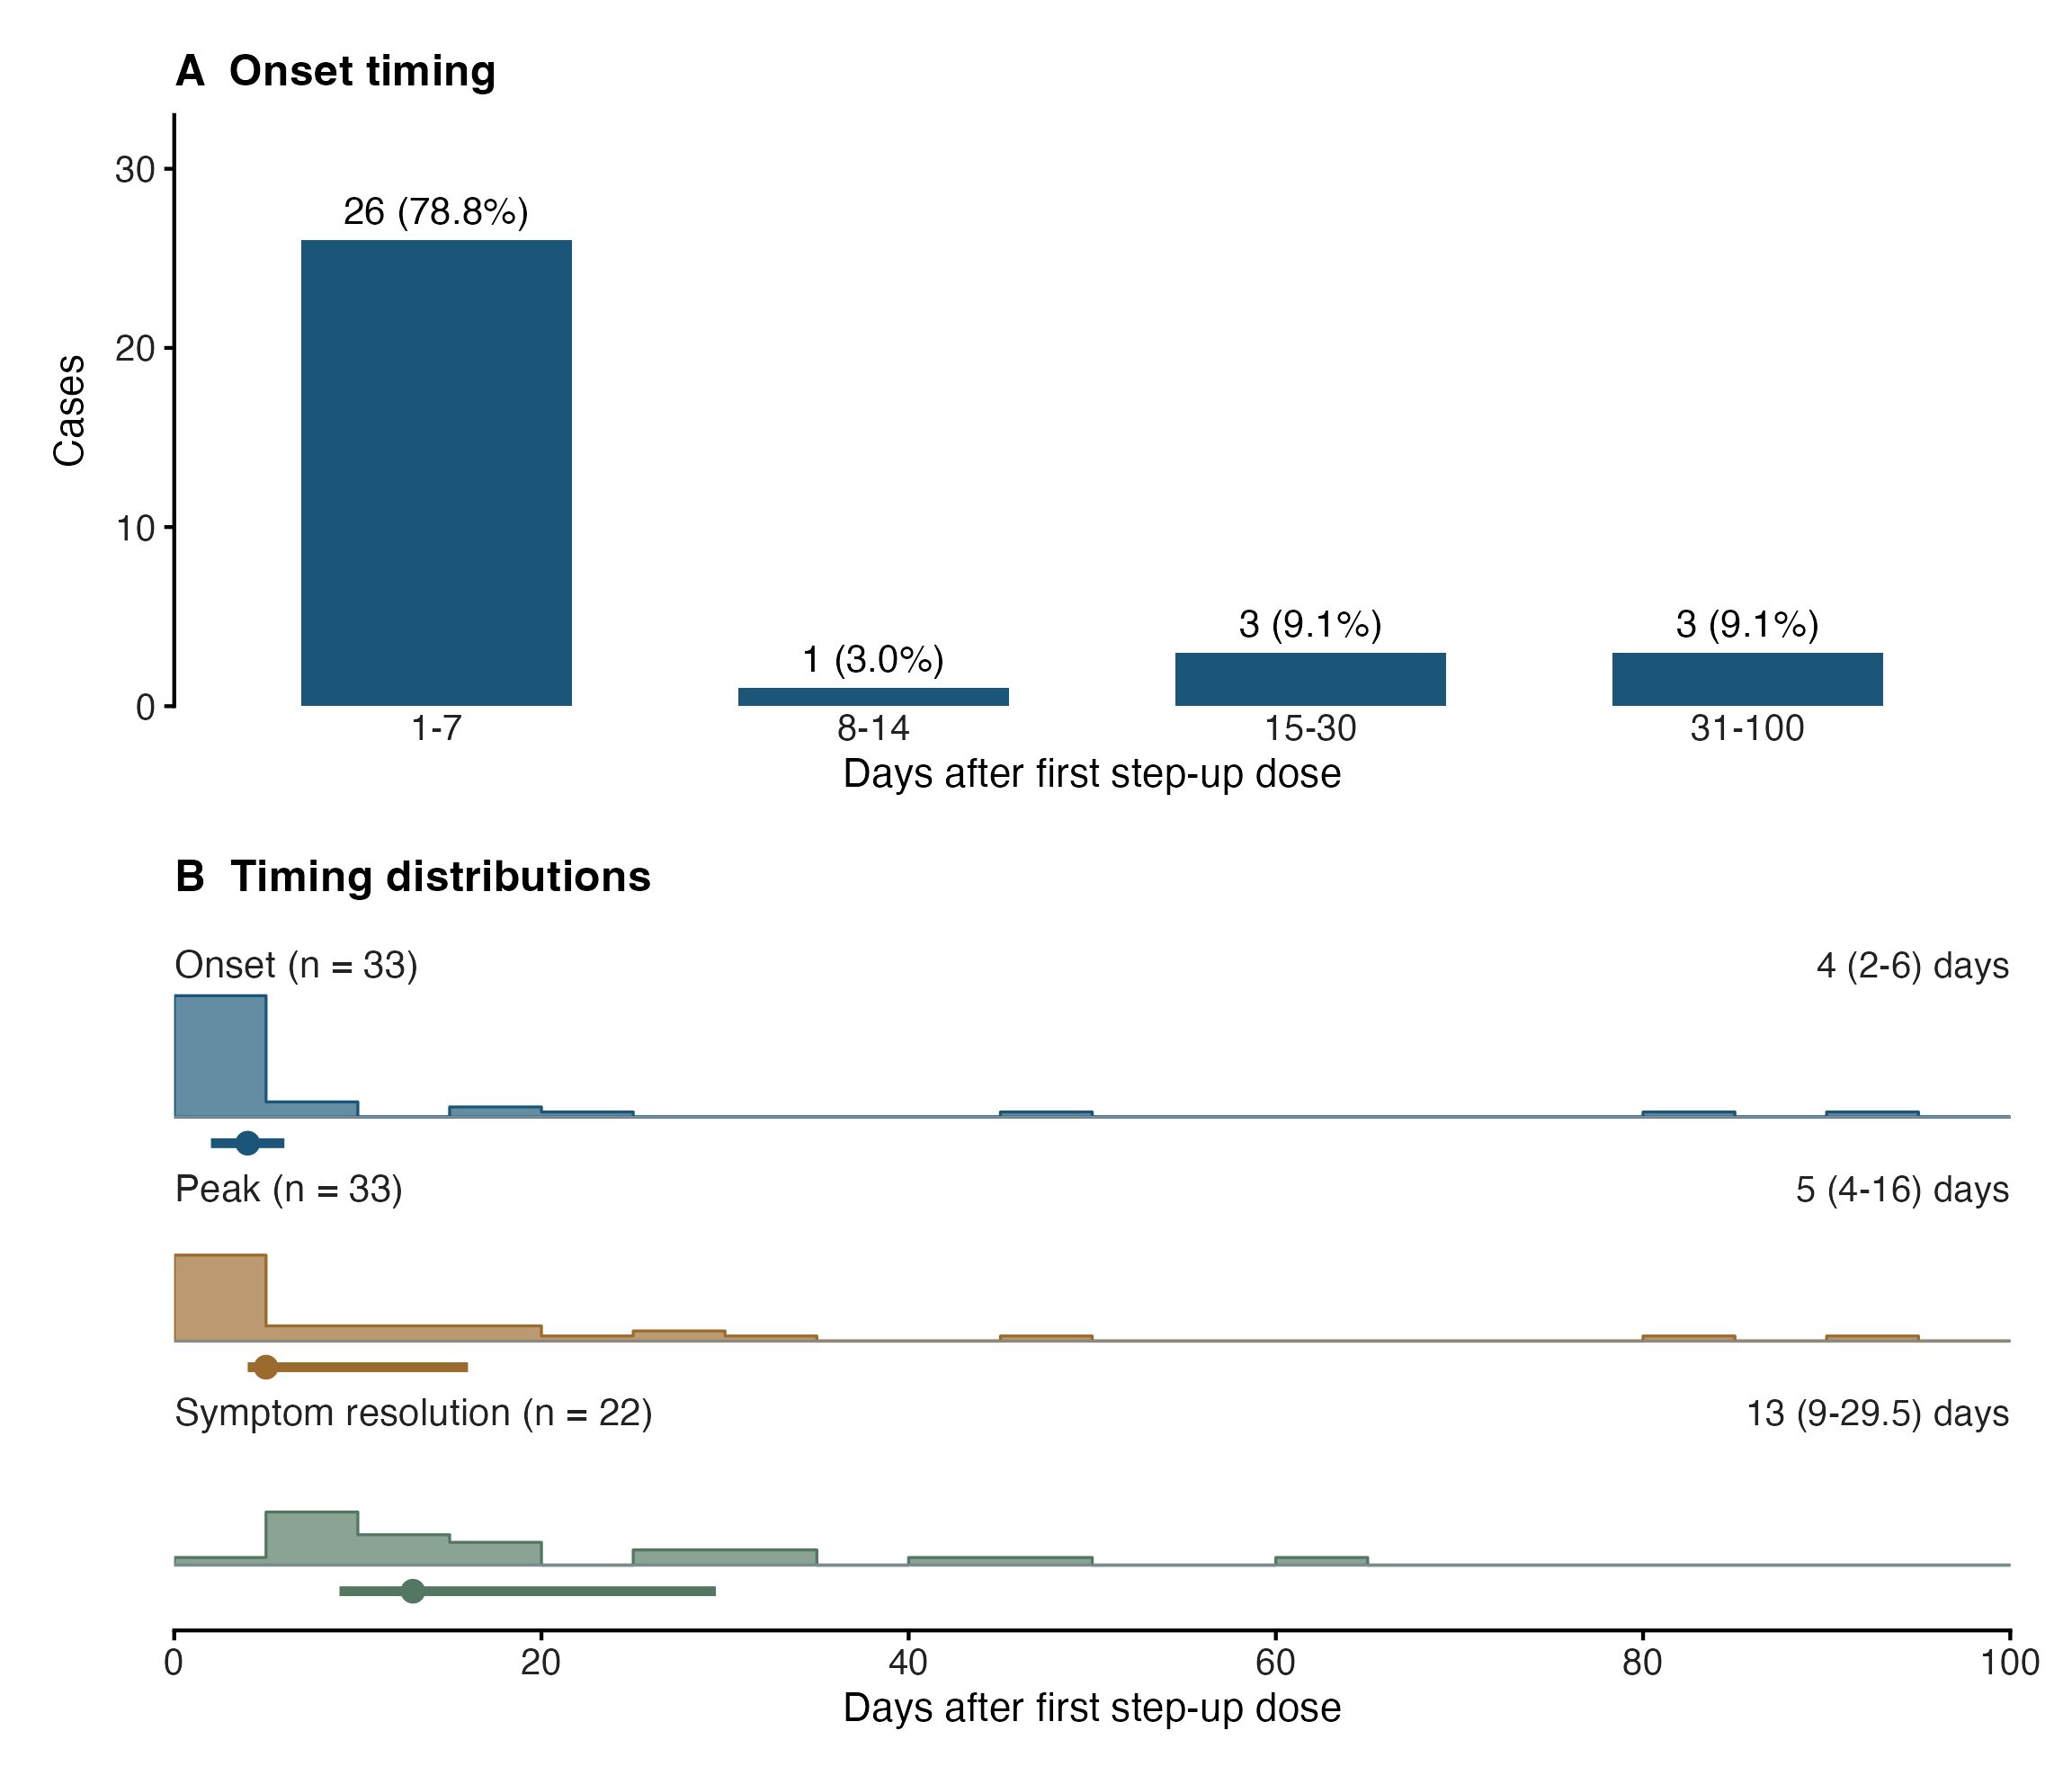 A Onset timing
30
20
10
0
Cases
26 (78.8%)
1 (3.0%)
3 (9.1%)
3 (9.1%)
1-7
8-14
15-30
31-100
Days after first step-up dose
B Timing distributions
Onset (n = 33)
4 (2-6) days
Peak (n = 33)
5 (4-16) days
Symptom resolution (n = 22)
13 (9-29.5) days
0
20
40
60
80
100
Days after first step-up dose